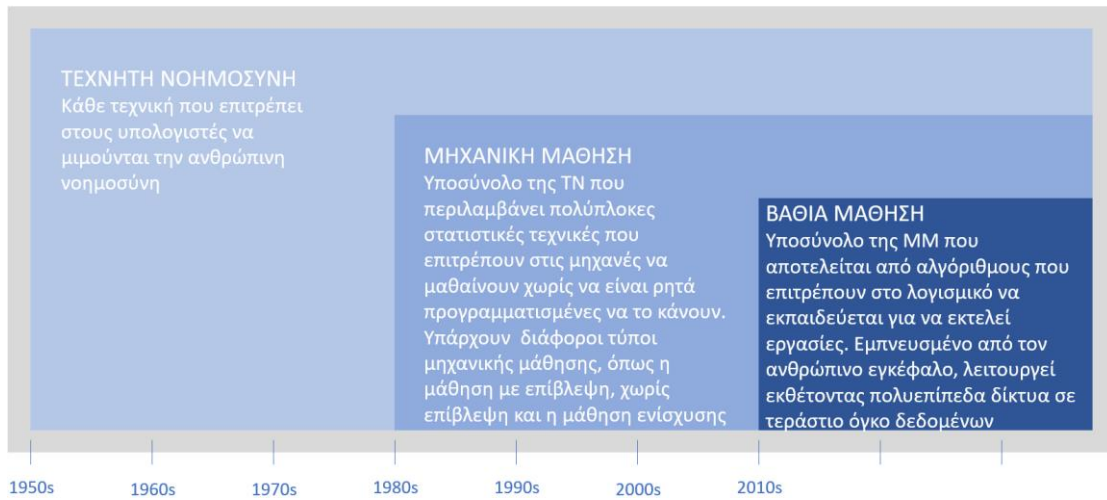 ΤΕΧΝΗΤΗ ΝΟΗΜΟΣΥΝΗ
Κάθε τεχνική που επιτρέπει
στους υπολογιστές να
μιμούνται την ανθρώπινη
νοημοσύνη
ΜΗΧΑΝΙΚΗ ΜΑΘΗΣΗ
Υποσύνολο της ΤΝ που
περιλαμβάνει πολύπλοκες
στατιστικές τεχνικές που
επιτρέπουν στις μηχανές να
μαθαίνουν χωρίς να είναι ρητά
προγραμματισμένες να το κάνουν.
Υπάρχουν διάφοροι τύποι
μηχανικής μάθησης, όπως η
μάθηση με επίβλεψη, χωρίς
επίβλεψη και η μάθηση ενίσχυσης
ΒΑΘΙΑ ΜΑΘΗΣΗ
Υποσύνολο της ΜΜ που
αποτελείται από αλγόριθμους που
επιτρέπουν στο λογισμικό να
εκπαιδεύεται για να εκτελεί
εργασίες. Εμπνευσμένο από τον
ανθρώπινο εγκέφαλο, λειτουργεί
εκθέτοντας πολυεπίπεδα δίκτυα σε
τεράστιο όγκο δεδομένων
1950s 1960s 1970s 1980s 1990s 2000s 2010s